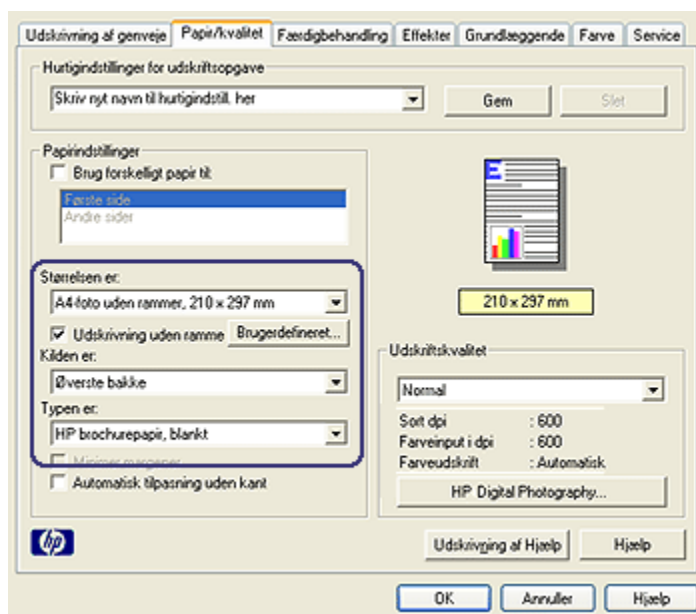 Udskrivning af genveje Papir/kvalitet Færdigbehandling Effekter Grundlæggende Farve Service
Hurtigindstillinger for udskriftsopgave
Skriv nyt navn til hurtigindstill. her
Gem
Slet
Papirindstillinger
Brug forskelligt papir til:
Første side
Andre sider
Størrelsen er:
A4-foto uden rammer, 210 x 297 mm
Udskrivning uden ramme
Brugerdefineret...
Kilden er:
Øverste bakke
Typen er:
HP brochurepapir, blankt
Minimer margener
Automatisk tilpasning uden kant
E
210 x 297 mm
Udskriftskvalitet
Normal
Sort dpi : 600
Farveinput i dpi : 600
Farveudskrift : Automatisk
HP Digital Photography...
hp
Udskrivning af Hjælp
Hjælp
OK
Annuller
Hjælp